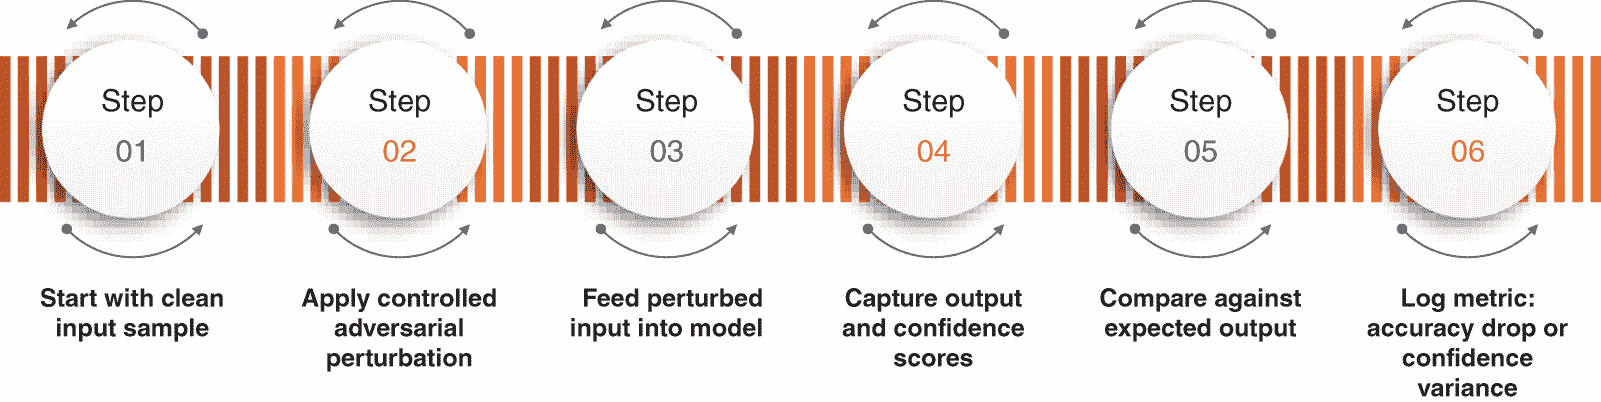 Step
01
Step
02
Step
03
Step
04
Step
05
Step
06
Start with clean
input sample
Apply controlled
adversarial
perturbation
Feed perturbed
input into model
Capture output
and confidence
scores
Compare against
expected output
Log metric:
accuracy drop or
confidence
variance